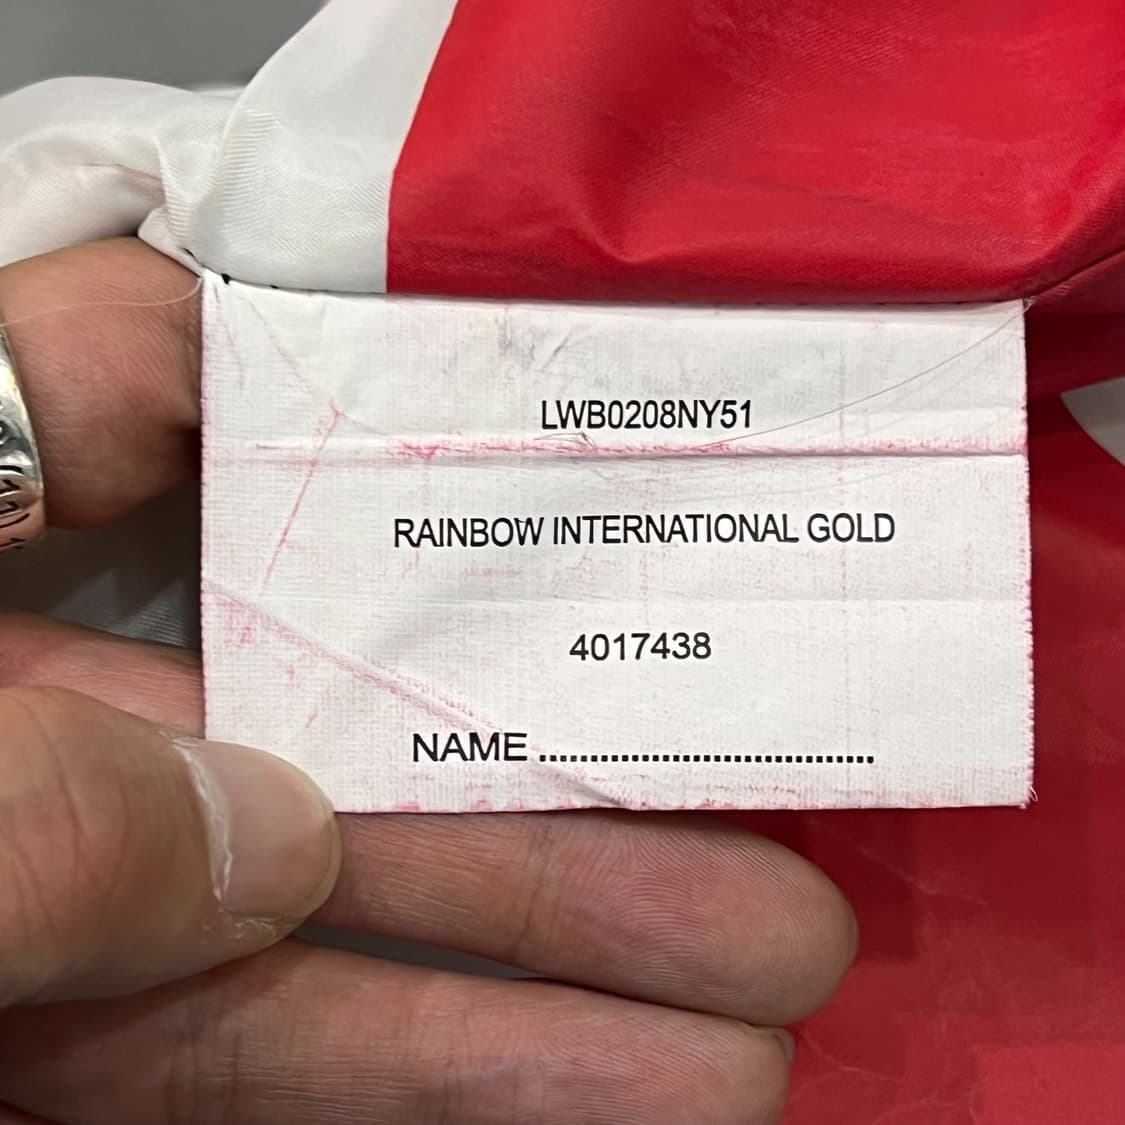 LWB0208NY51
RAINBOW INTERNATIONAL GOLD
4017438
NAME .................................